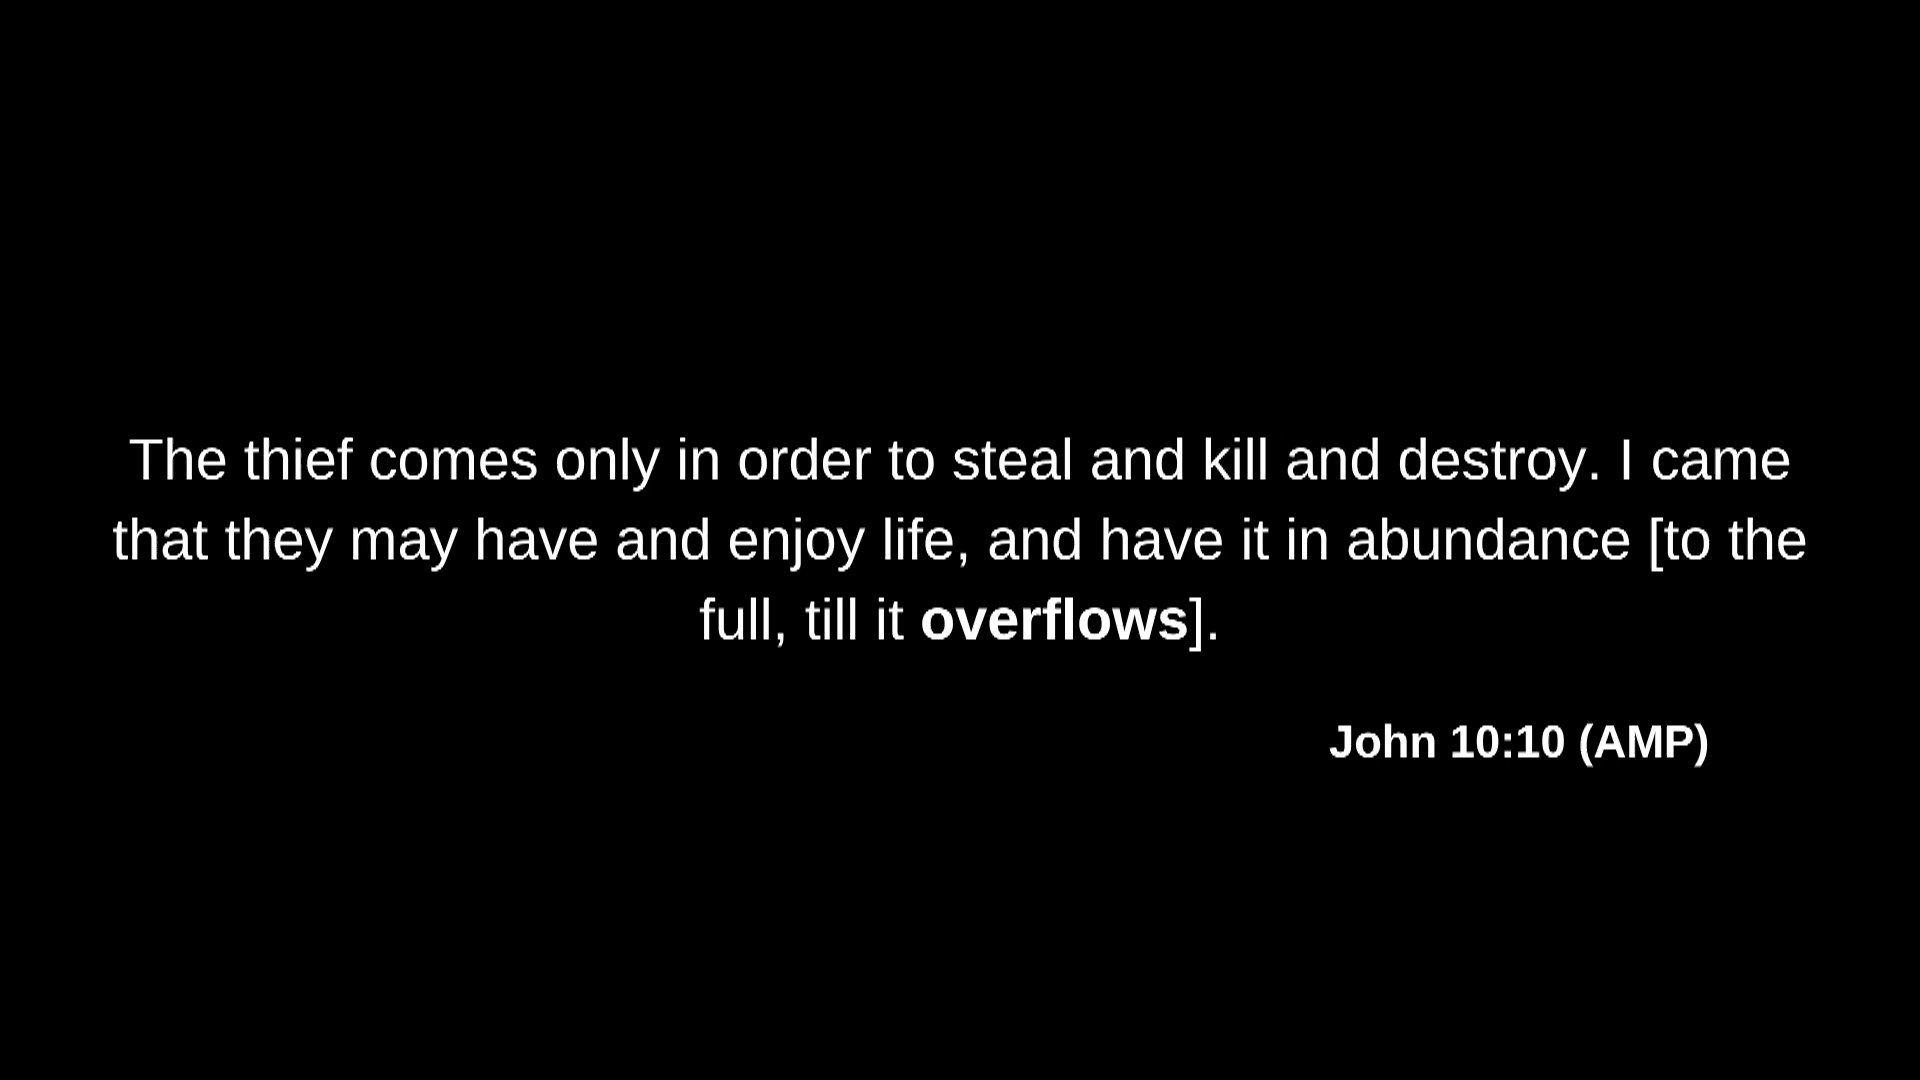 The thief comes only in order to steal and kill and destroy. I came
that they may have and enjoy life, and have it in abundance [to the
full, till it overflows].
John 10:10 (AMP)